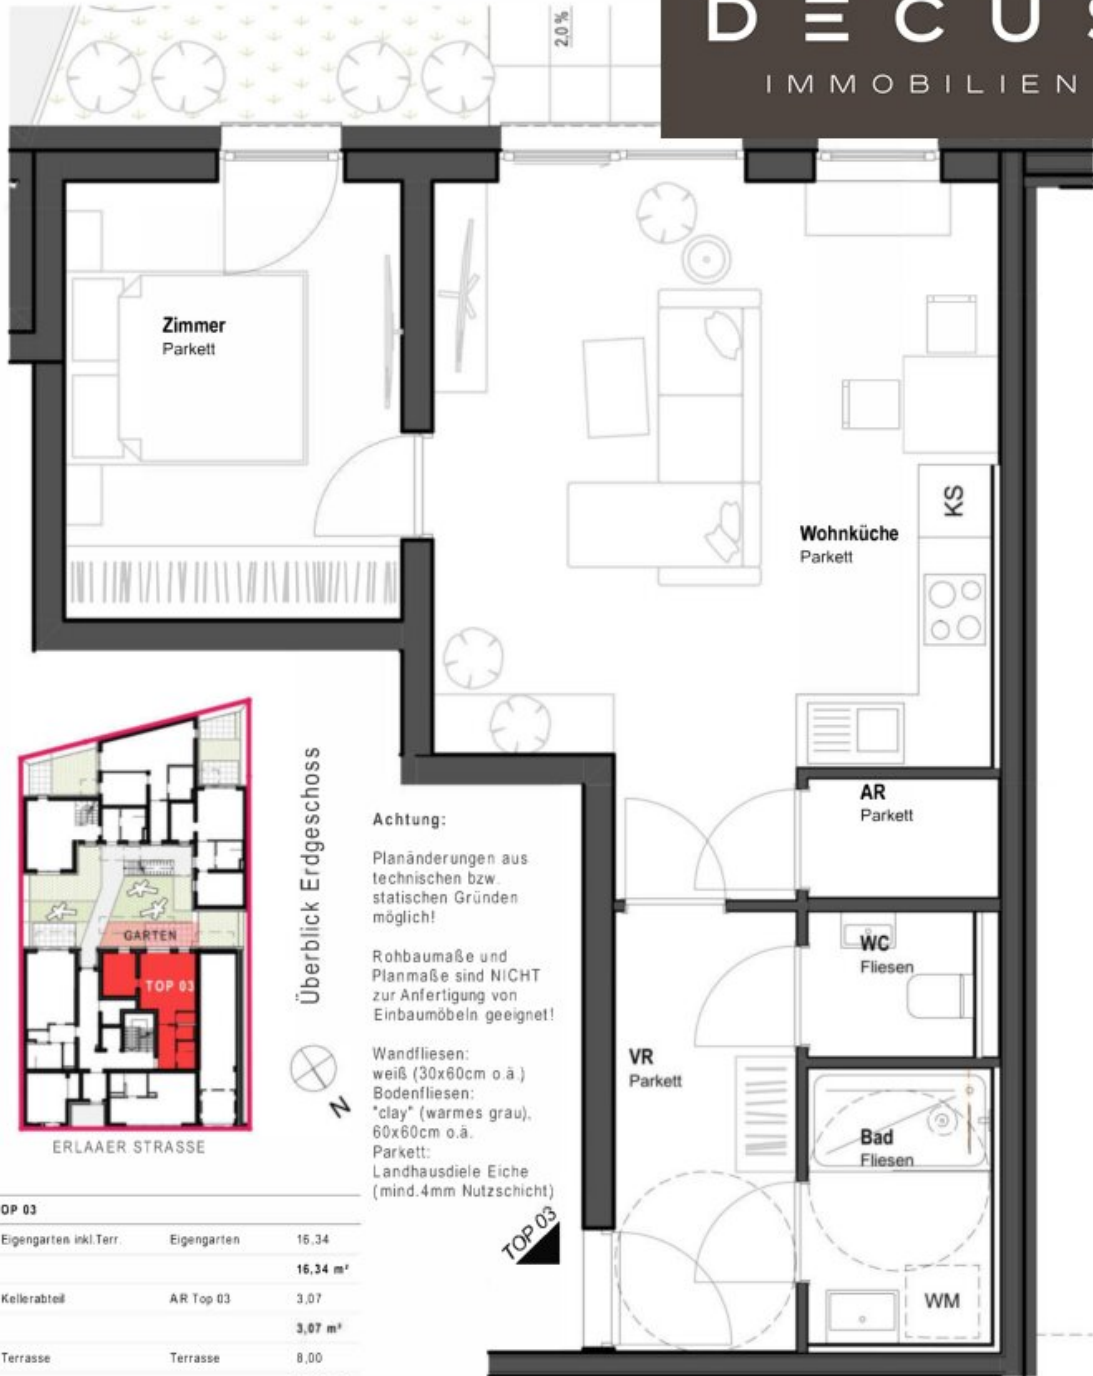 DECUS
IMMOBILIEN
2,0 %
Zimmer
Parkett
KS
Wohnküche
Parkett
AR
Parkett
WC
Fliesen
VR
Parkett
Bad
Fliesen
WM
TOP 03
GARTEN
TOP 03
ERLAAER STRASSE
Überblick Erdgeschoss
N
Achtung:
Planänderungen aus
technischen bzw.
statischen Gründen
möglich!
Rohbaumaße und
Planmaße sind NICHT
zur Anfertigung von
Einbaumöbeln geeignet!
Wandfliesen:
weiß (30x60cm o.ä.)
Bodenfliesen:
"clay" (warmes grau),
60x60cm o.ä.
Parkett:
Landhausdiele Eiche
(mind.4mm Nutzschicht)
OP 03
Eigengarten inkl.Terr. Eigengarten 16,34
16,34 m²
Kellerabteil AR Top 03 3,07
3,07 m²
Terrasse Terrasse 8,00